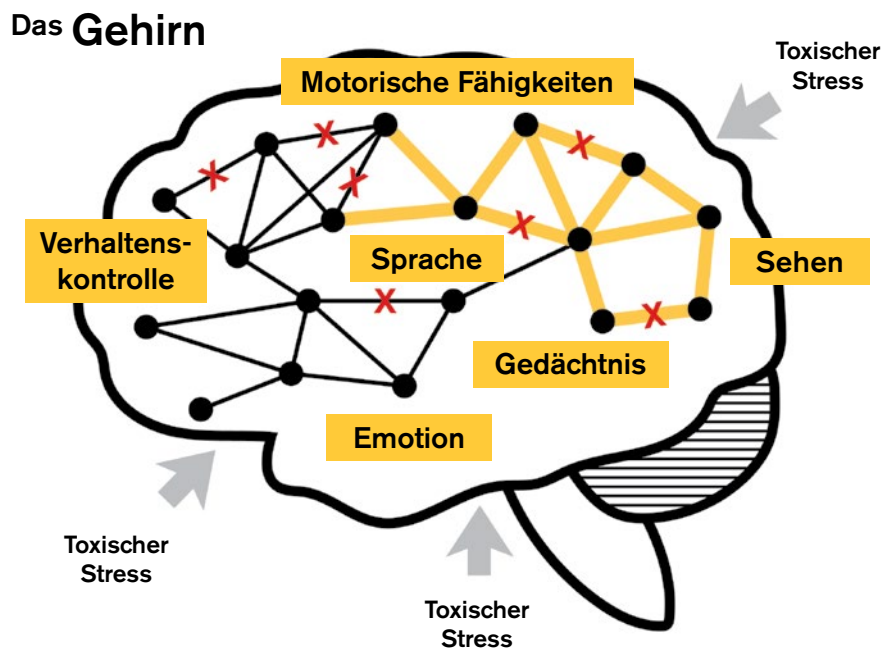 Das Gehirn
Toxischer
Stress
Motorische Fähigkeiten
Verhaltens-
kontrolle
Sprache
Sehen
Gedächtnis
Emotion
Toxischer
Stress
Toxischer
Stress